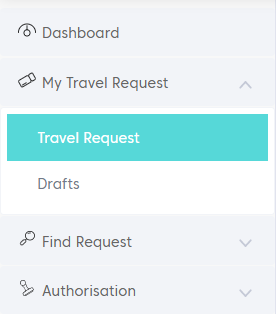 Dashboard
My Travel Request
Travel Request
Drafts
Find Request
Authorisation